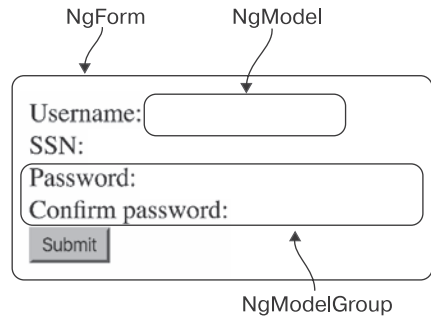 NgForm
NgModel
Username:
SSN:
Password:
Confirm password:
Submit
NgModelGroup